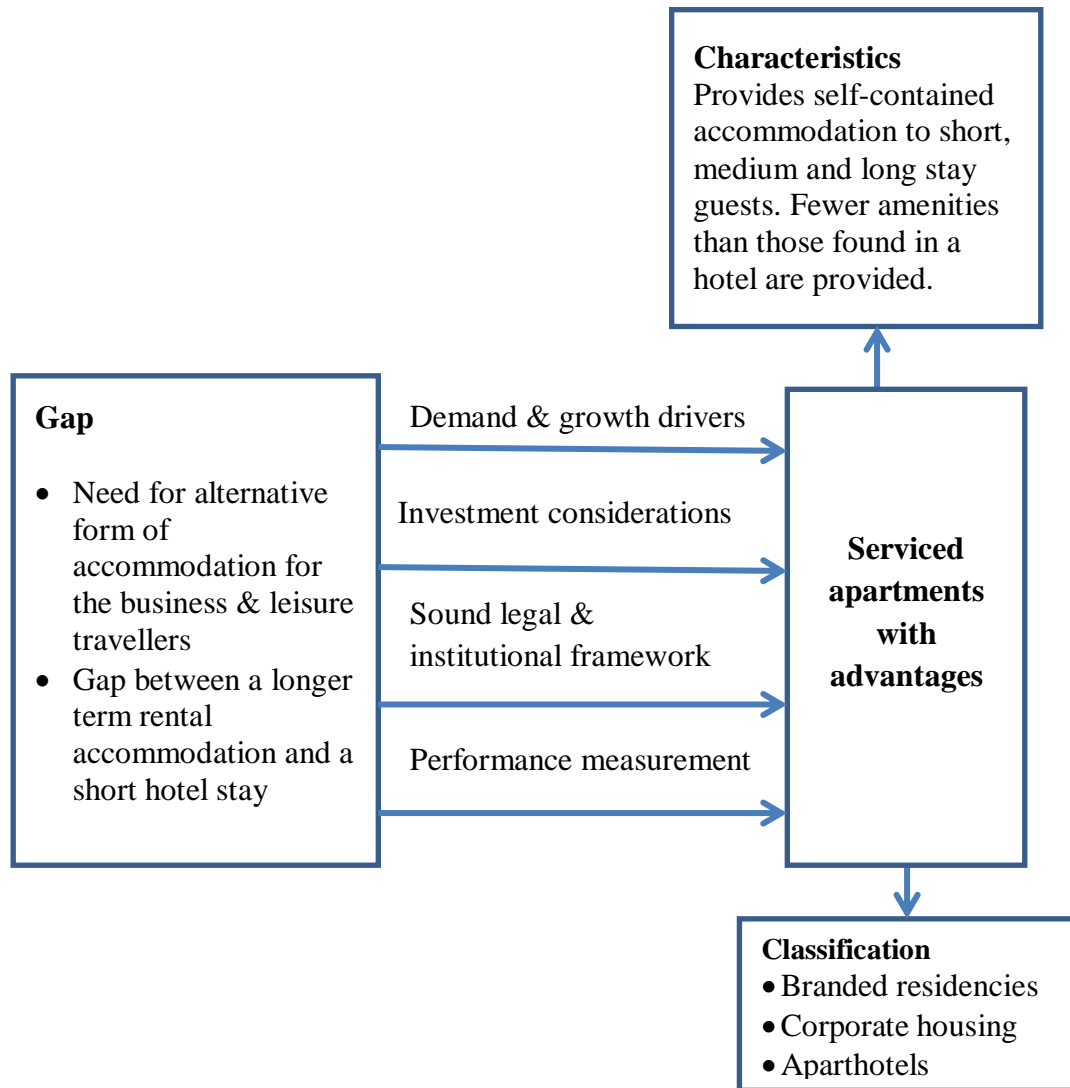 Characteristics
Provides self-contained
accommodation to short,
medium and long stay
guests. Fewer amenities
than those found in a
hotel are provided.
Gap
• Need for alternative
form of
accommodation for
the business & leisure
travellers
• Gap between a longer
term rental
accommodation and a
short hotel stay
Demand & growth drivers
Investment considerations
Sound legal &
institutional framework
Performance measurement
Serviced
apartments
with
advantages
Classification
• Branded residencies
• Corporate housing
• Aparthotels